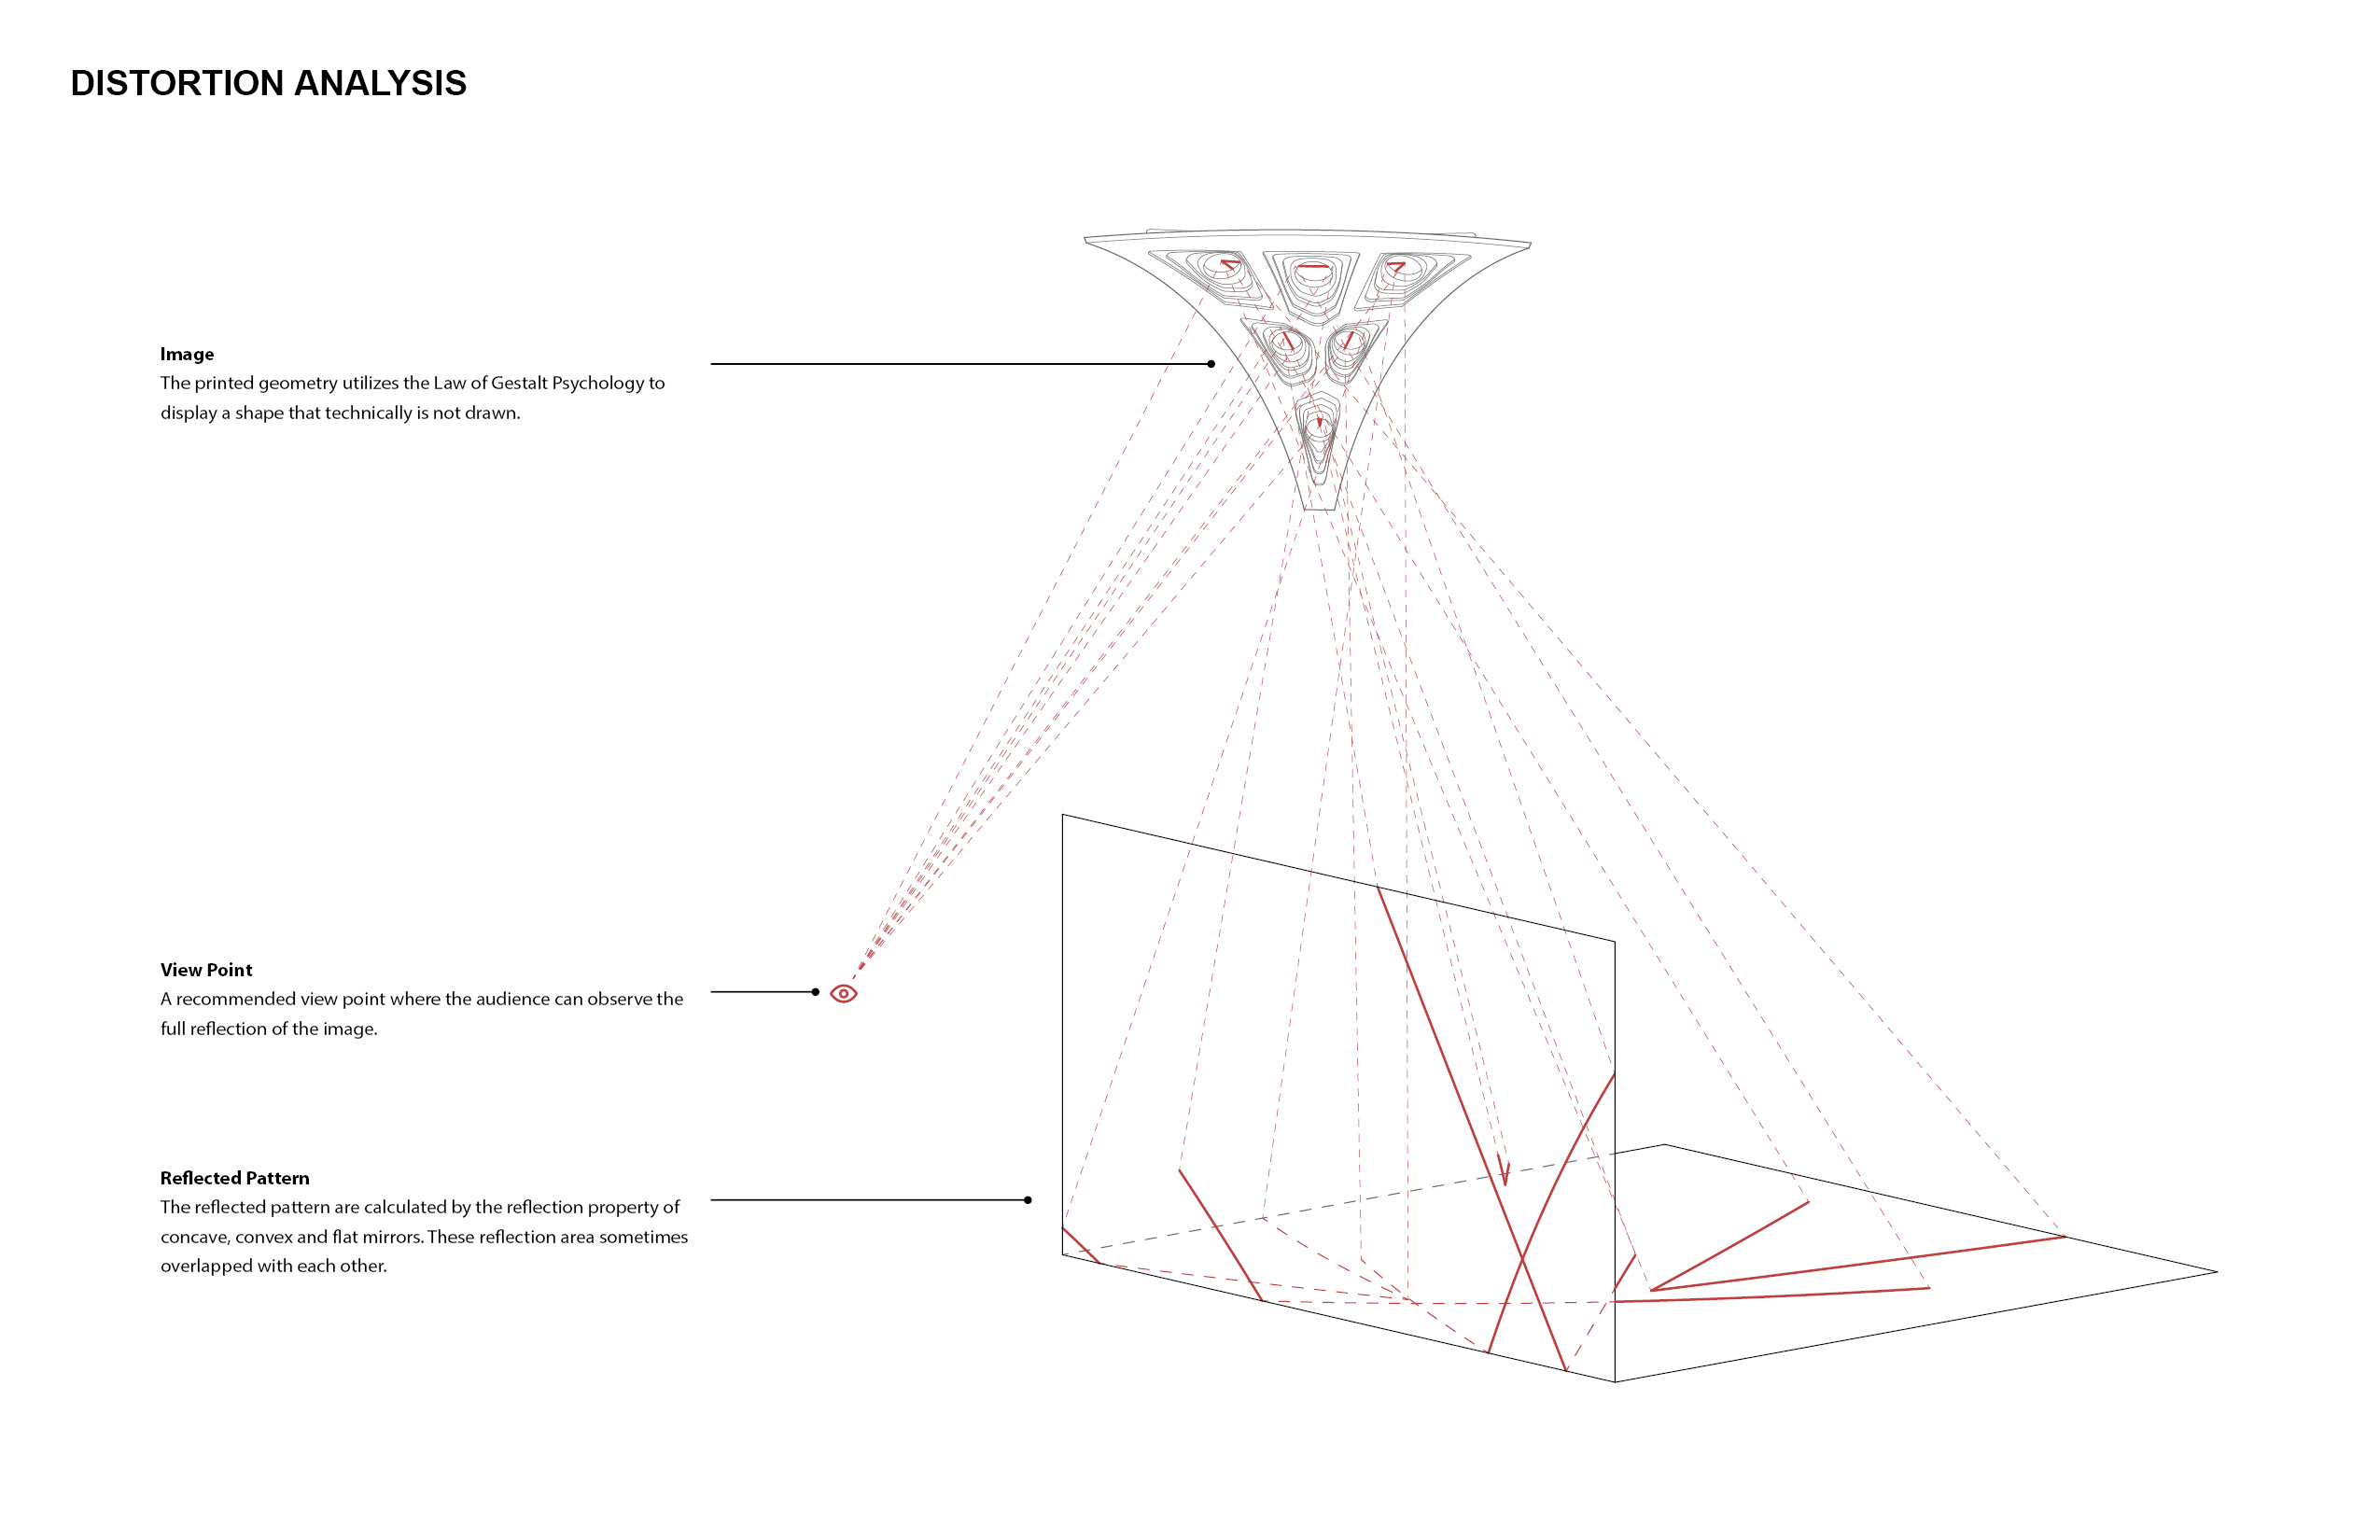 DISTORTION ANALYSIS
Image
The printed geometry utilizes the Law of Gestalt Psychology to
display a shape that technically is not drawn.
View Point
A recommended view point where the audience can observe the
full reflection of the image.
Reflected Pattern
The reflected pattern are calculated by the reflection property of
concave, convex and flat mirrors. These reflection area sometimes
overlapped with each other.